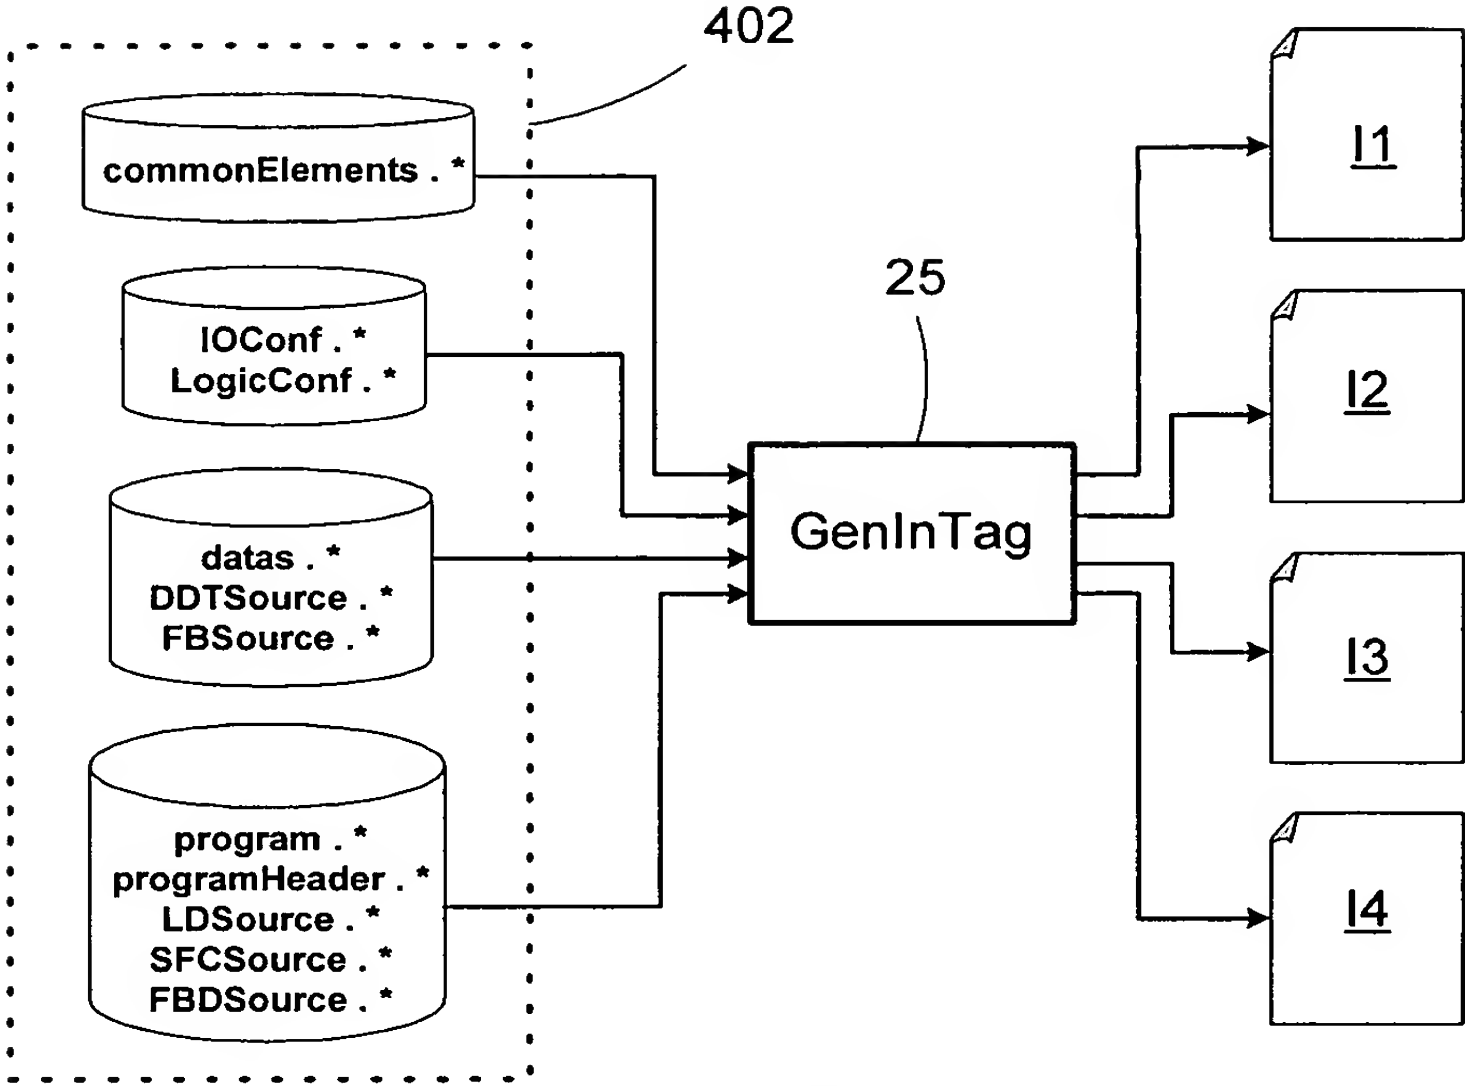 402
commonElements . *
IOConf . *
LogicConf . *
datas . *
DDTSource . *
FBSource . *
program . *
programHeader . *
LDSource . *
SFCSource . *
FBDSource . *
25
GenInTag
I1
I2
I3
I4